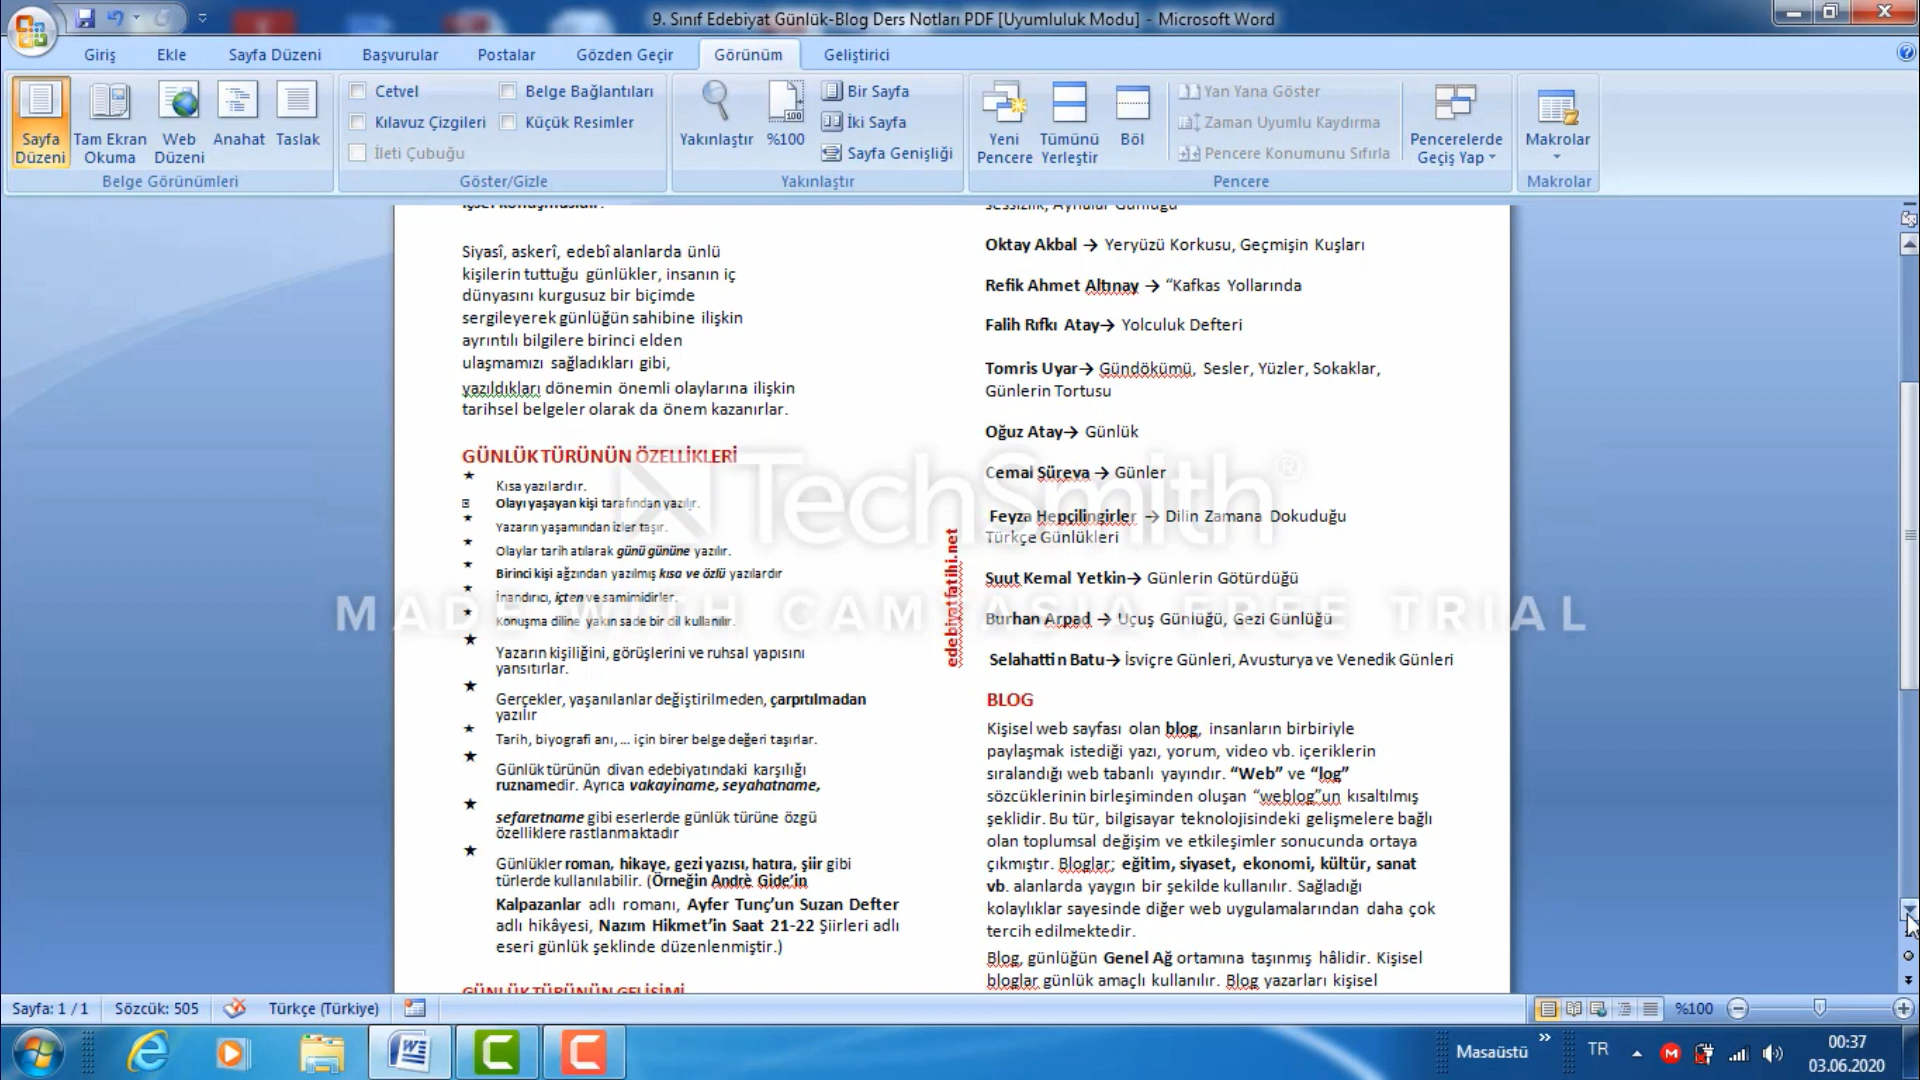 9. Sınıf Edebiyat Günlük-Blog Ders Notları PDF [Uyumluluk Modu] - Microsoft Word
Giriş Ekle Sayfa Düzeni Başvurular Postalar Gözden Geçir Görünüm Geliştirici
Sayfa Düzeni
Tam Ekran Okuma
Web Düzeni
Anahat
Taslak
Belge Görünümleri
Cetvel
Kılavuz Çizgileri
İleti Çubuğu
Belge Bağlantıları
Küçük Resimler
Göster/Gizle
Yakınlaştır
%100
Bir Sayfa
İki Sayfa
Sayfa Genişliği
Yakınlaştır
Yeni Pencere
Tümünü Yerleştir
Böl
Yan Yana Göster
Zaman Uyumlu Kaydırma
Pencere Konumunu Sıfırla
Pencerelerde Geçiş Yap
Pencere
Makrolar
Makrolar
içsel konuşmasıdır.
Siyasî, askerî, edebî alanlarda ünlü
kişilerin tuttuğu günlükler, insanın iç
dünyasını kurgusuz bir biçimde
sergileyerek günlüğün sahibine ilişkin
ayrıntılı bilgilere birinci elden
ulaşmamızı sağladıkları gibi,
yazıldıkları dönemin önemli olaylarına ilişkin
tarihsel belgeler olarak da önem kazanırlar.
GÜNLÜK TÜRÜNÜN ÖZELLİKLERİ
★ Kısa yazılardır.
Olayı yaşayan kişi tarafından yazılır.
★ Yazarın yaşamından izler taşır.
★ Olaylar tarih atılarak günü gününe yazılır.
★ Birinci kişi ağzından yazılmış kısa ve özlü yazılardır
★ İnandırıcı, içten ve samimidirler.
★ Konuşma diline yakın sade bir dil kullanılır.
★ Yazarın kişiliğini, görüşlerini ve ruhsal yapısını
yansıtırlar.
★ Gerçekler, yaşanılanlar değiştirilmeden, çarpıtılmadan
yazılır
★ Tarih, biyografi anı, ... için birer belge değeri taşırlar.
★ Günlük türünün divan edebiyatındaki karşılığı
ruznamedir. Ayrıca vakayiname, seyahatname,
★ sefaretname gibi eserlerde günlük türüne özgü
özelliklere rastlanmaktadır
★ Günlükler roman, hikaye, gezi yazısı, hatıra, şiir gibi
türlerde kullanılabilir. (Örneğin Andrè Gide'in
Kalpazanlar adlı romanı, Ayfer Tunç'un Suzan Defter
adlı hikâyesi, Nazım Hikmet'in Saat 21-22 Şiirleri adlı
eseri günlük şeklinde düzenlenmiştir.)
GÜNLÜK TÜRÜNÜN GELİŞİMİ
edebiyatfatihi.net
sessizlik, Aynalar Günlüğü
Oktay Akbal → Yeryüzü Korkusu, Geçmişin Kuşları
Refik Ahmet Altınay → “Kafkas Yollarında
Falih Rıfkı Atay→ Yolculuk Defteri
Tomris Uyar→ Gündökümü, Sesler, Yüzler, Sokaklar,
Günlerin Tortusu
Oğuz Atay→ Günlük
Cemal Süreya → Günler
Feyza Hepçilingirler → Dilin Zamana Dokuduğu
Türkçe Günlükleri
Suut Kemal Yetkin→ Günlerin Götürdüğü
Burhan Arpad → Uçuş Günlüğü, Gezi Günlüğü
Selahattin Batu→ İsviçre Günleri, Avusturya ve Venedik Günleri
BLOG
Kişisel web sayfası olan blog, insanların birbiriyle
paylaşmak istediği yazı, yorum, video vb. içeriklerin
sıralandığı web tabanlı yayındır. “Web” ve “log”
sözcüklerinin birleşiminden oluşan “weblog”un kısaltılmış
şeklidir. Bu tür, bilgisayar teknolojisindeki gelişmelere bağlı
olan toplumsal değişim ve etkileşimler sonucunda ortaya
çıkmıştır. Bloglar; eğitim, siyaset, ekonomi, kültür, sanat
vb. alanlarda yaygın bir şekilde kullanılır. Sağladığı
kolaylıklar sayesinde diğer web uygulamalarından daha çok
tercih edilmektedir.
Blog, günlüğün Genel Ağ ortamına taşınmış hâlidir. Kişisel
bloglar günlük amaçlı kullanılır. Blog yazarları kişisel
TechSmith®
MADE WITH CAMTASIA FREE TRIAL
Sayfa: 1 / 1 Sözcük: 505 Türkçe (Türkiye) %100
Masaüstü » TR 00:37
03.06.2020